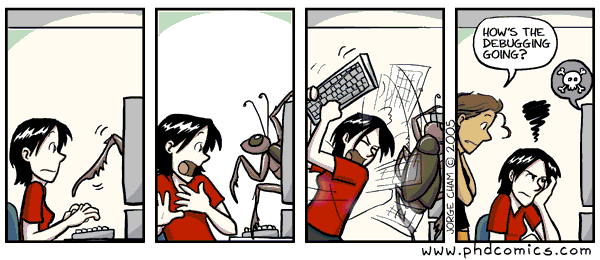 HOW'S THE
DEBUGGING
GOING?
JORGE CHAM © 2005
www.phdcomics.com